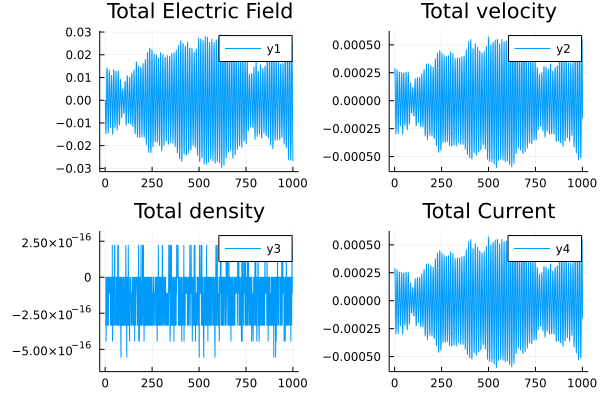 Total Electric Field
0.03
0.02
0.01
0.00
−0.01
−0.02
−0.03
y1
0 250 500 750 1000
Total velocity
0.00050
0.00025
0.00000
−0.00025
−0.00050
y2
0 250 500 750 1000
Total density
2.50×10⁻¹⁶
0
−2.50×10⁻¹⁶
−5.00×10⁻¹⁶
y3
0 250 500 750 1000
Total Current
0.00050
0.00025
0.00000
−0.00025
−0.00050
y4
0 250 500 750 1000